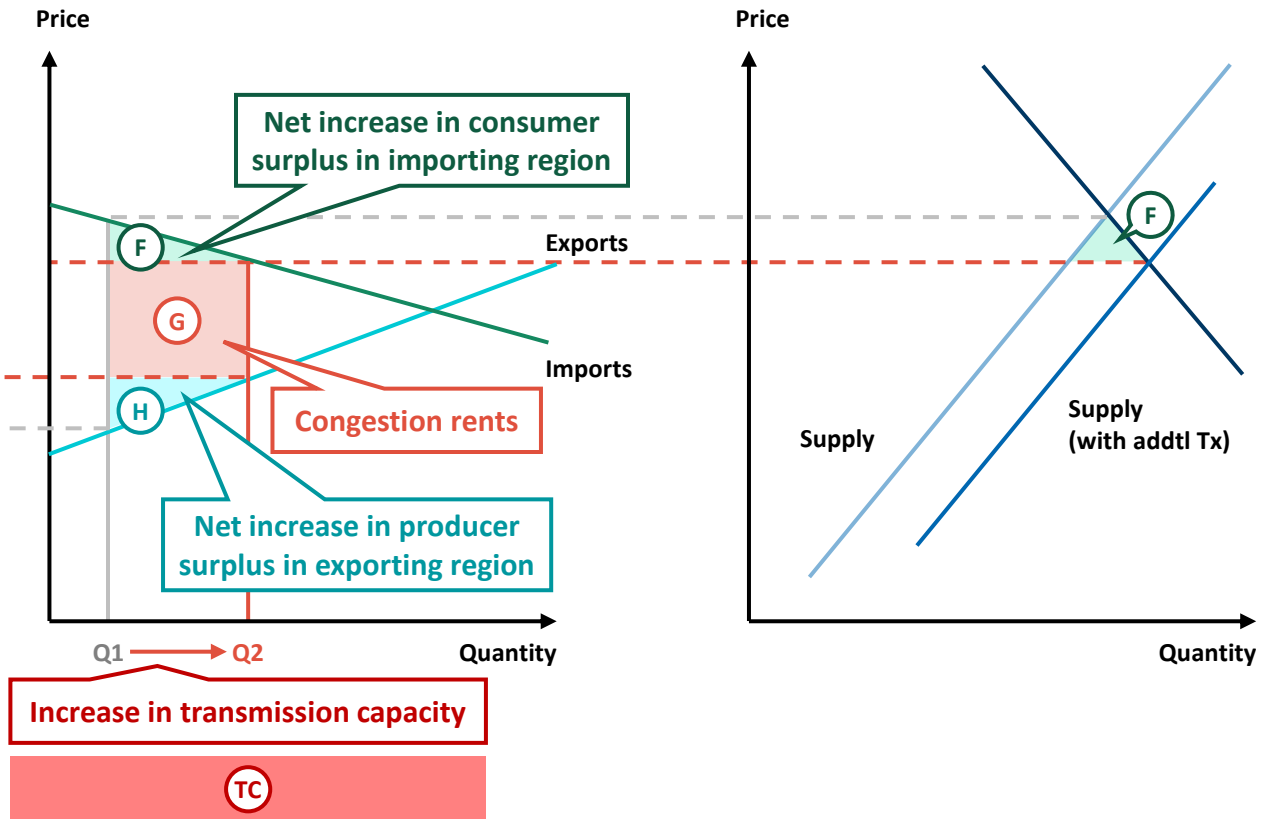 Price
Net increase in consumer
surplus in importing region
F
Exports
G
Imports
H
Congestion rents
Net increase in producer
surplus in exporting region
Q1
Q2
Quantity
Increase in transmission capacity
TC
Price
F
Supply
Supply
(with addtl Tx)
Quantity